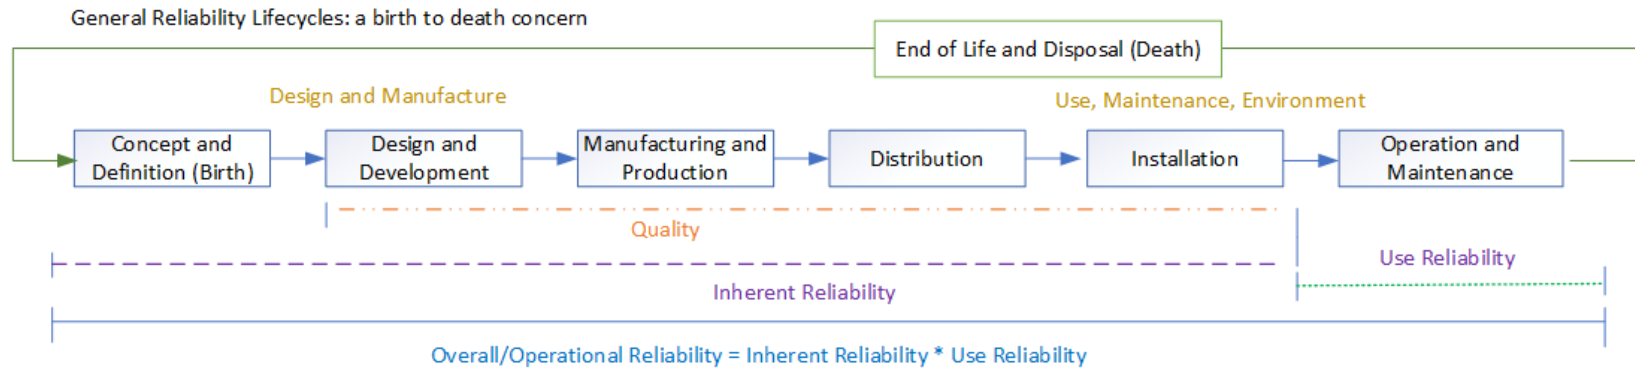 General Reliability Lifecycles: a birth to death concern
End of Life and Disposal (Death)
Design and Manufacture
Use, Maintenance, Environment
Concept and
Definition (Birth)
Design and
Development
Manufacturing and
Production
Distribution
Installation
Operation and
Maintenance
Quality
Use Reliability
Inherent Reliability
Overall/Operational Reliability = Inherent Reliability * Use Reliability